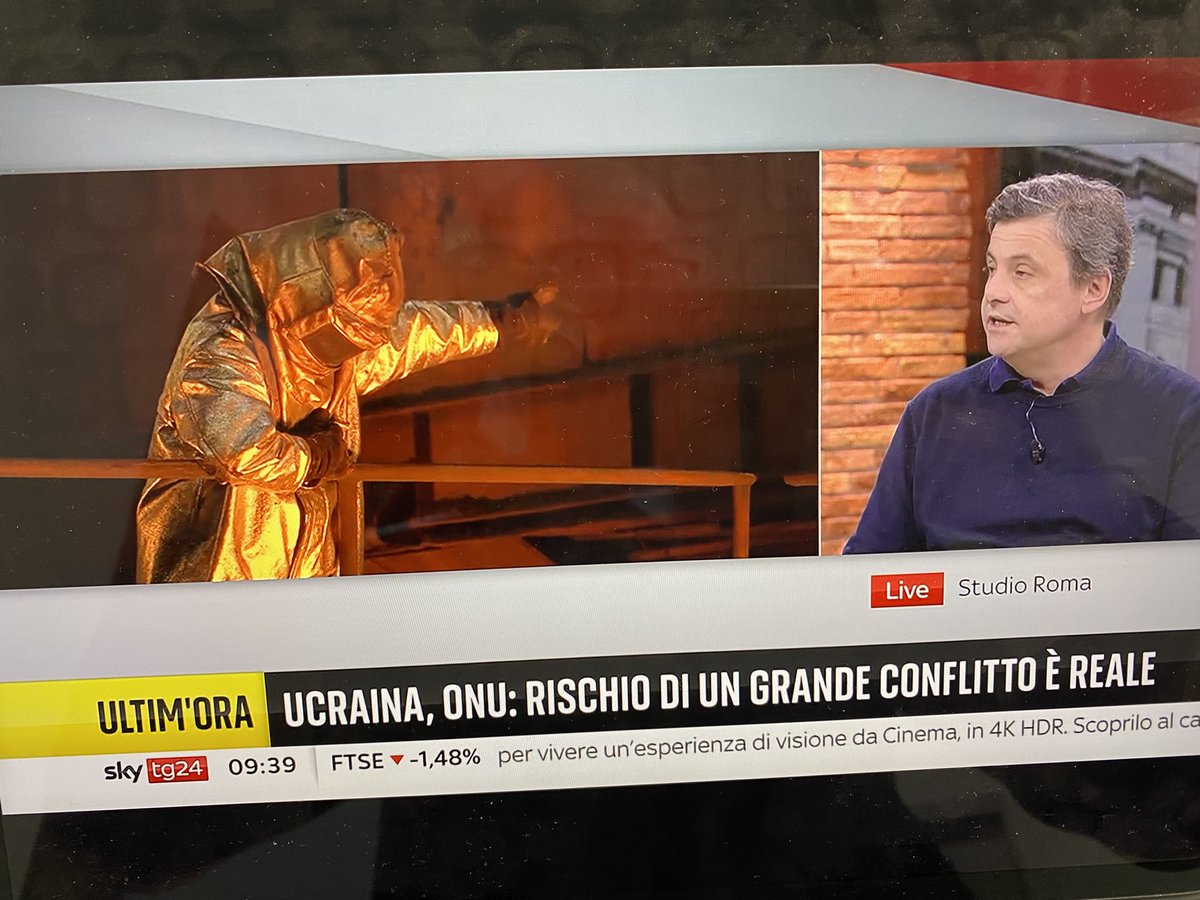 Live Studio Roma
ULTIM'ORA UCRAINA, ONU: RISCHIO DI UN GRANDE CONFLITTO È REALE
sky tg24 09:39 FTSE ▼ -1,48% per vivere un'esperienza di visione da Cinema, in 4K HDR. Scoprilo al ca